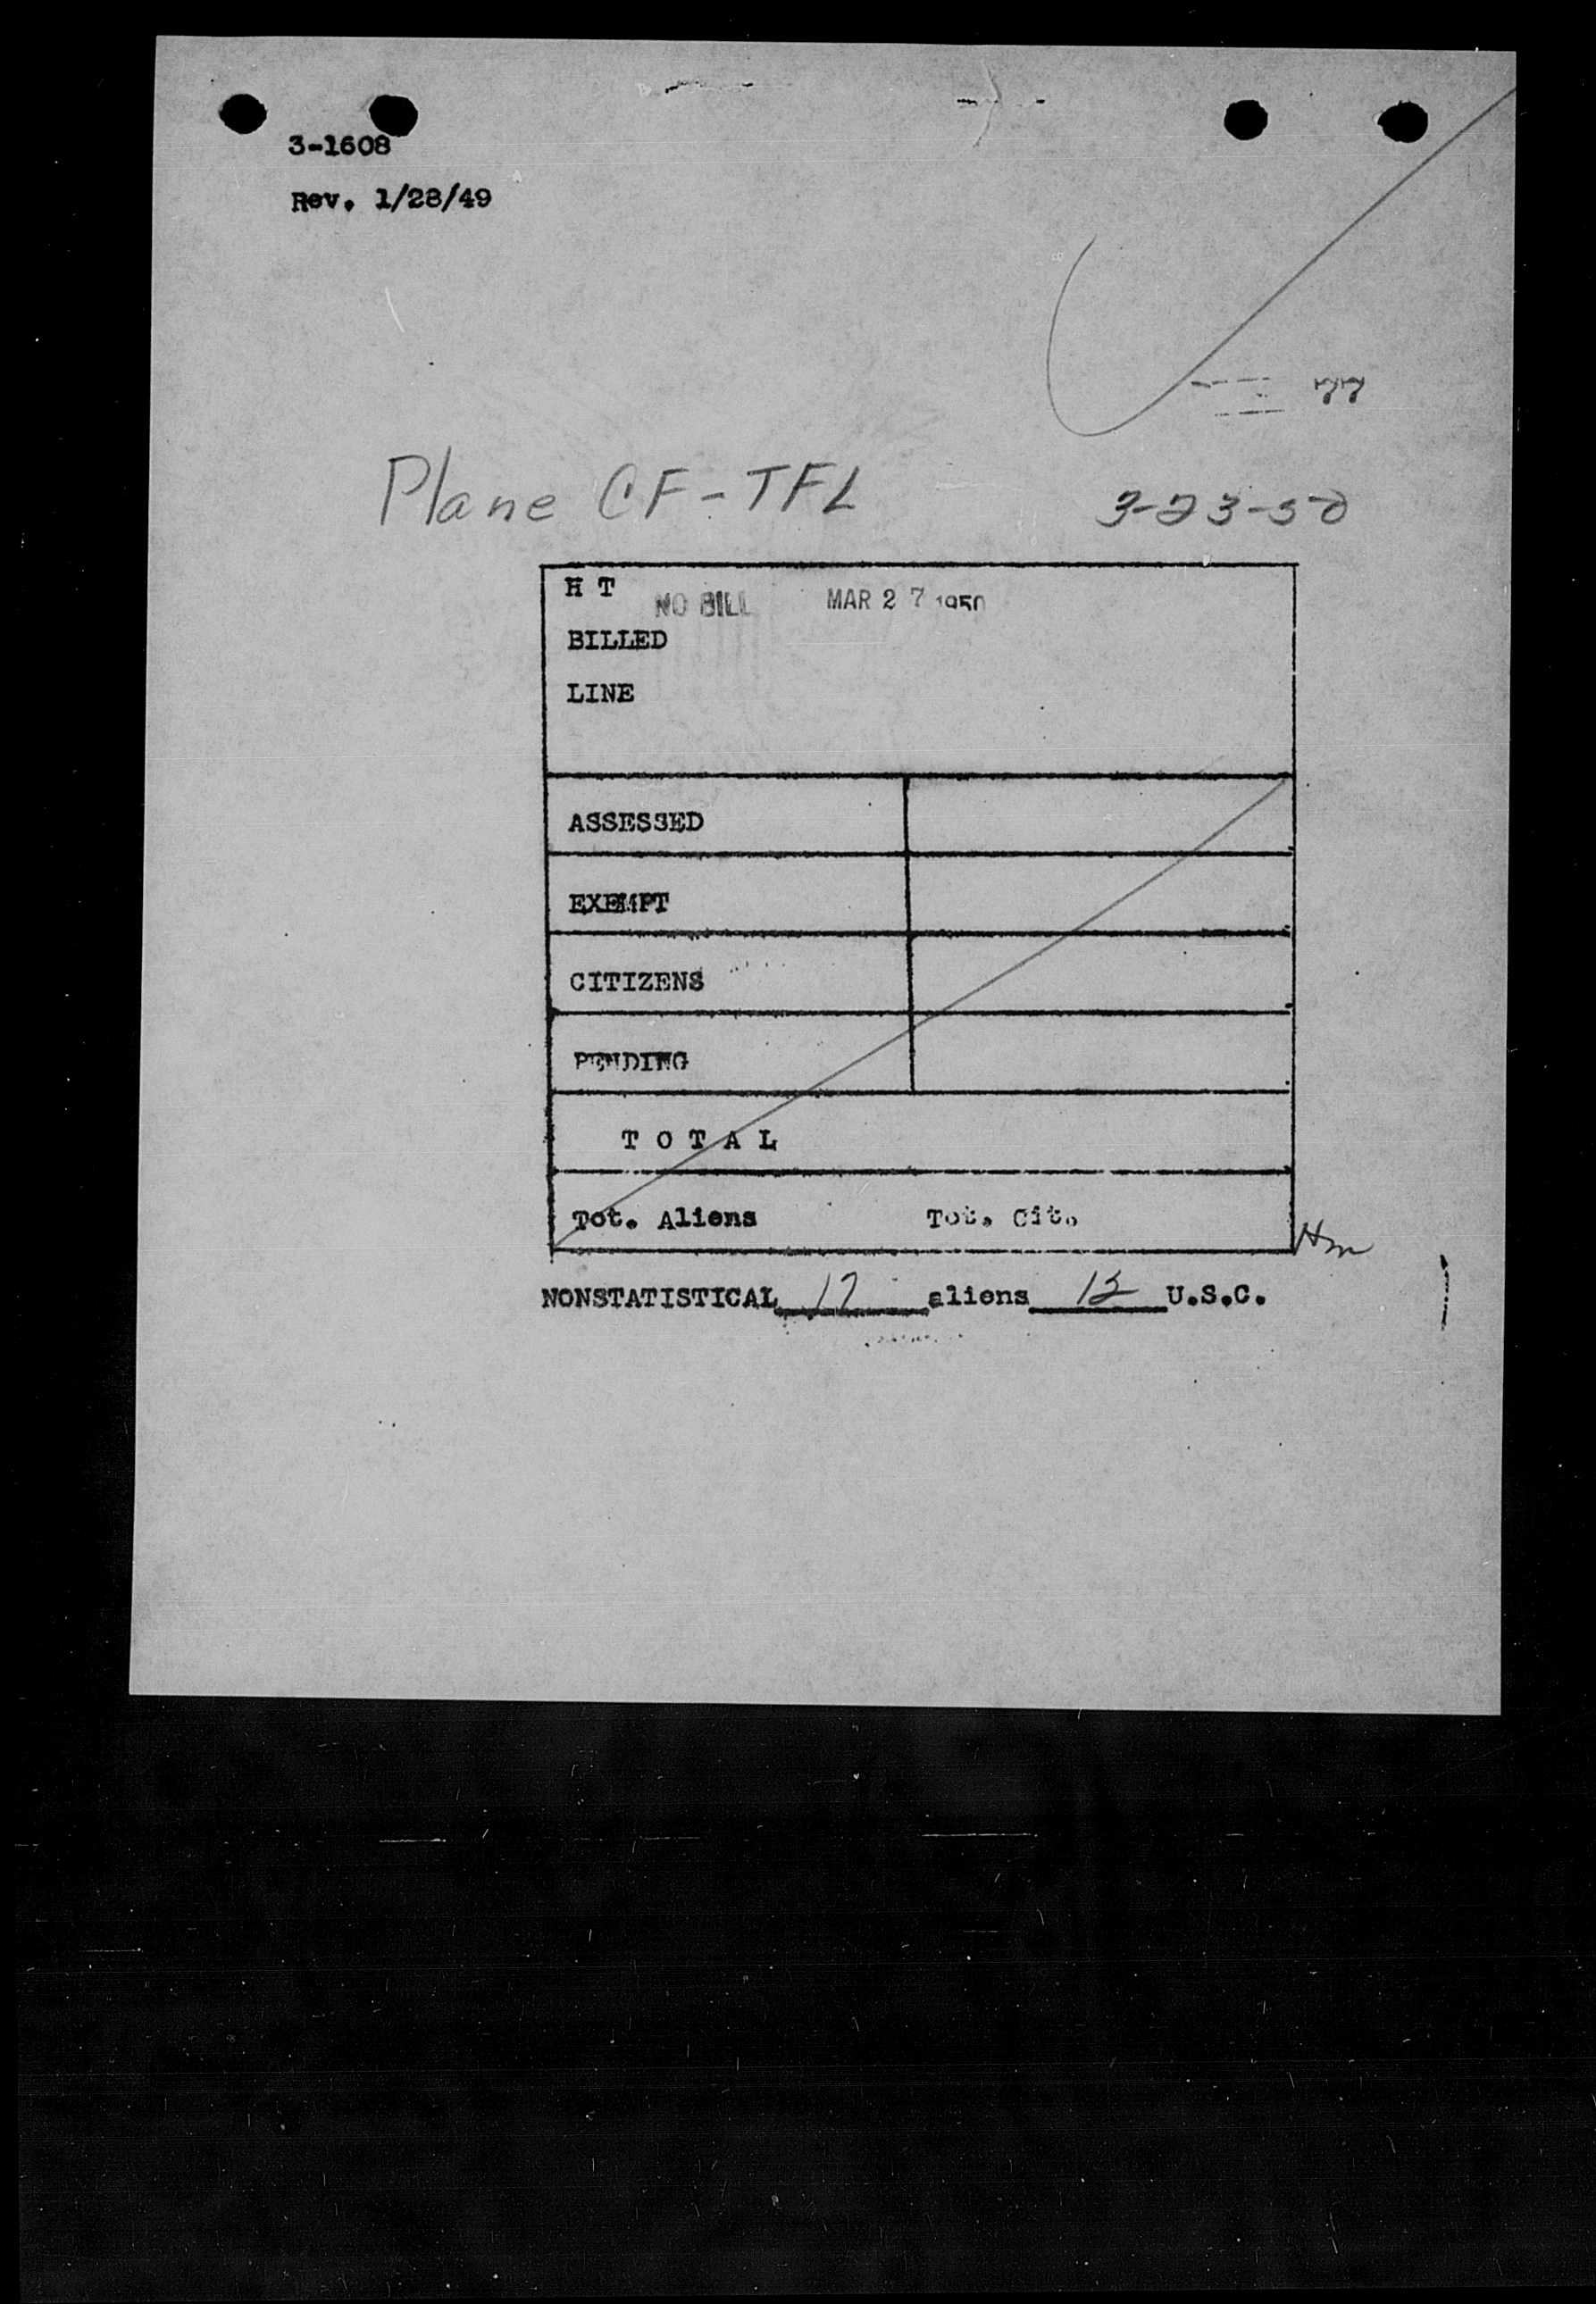 3-1608
Rev. 1/28/49
77
Plane CF-TFL 3-23-50
H T NO BILL MAR 27 1950
BILLED
LINE
ASSESSED
EXEMPT
CITIZENS
PENDING
T O T A L
Tot. Aliens Tot. Cit.
NONSTATISTICAL 17 aliens 13 U.S.C.